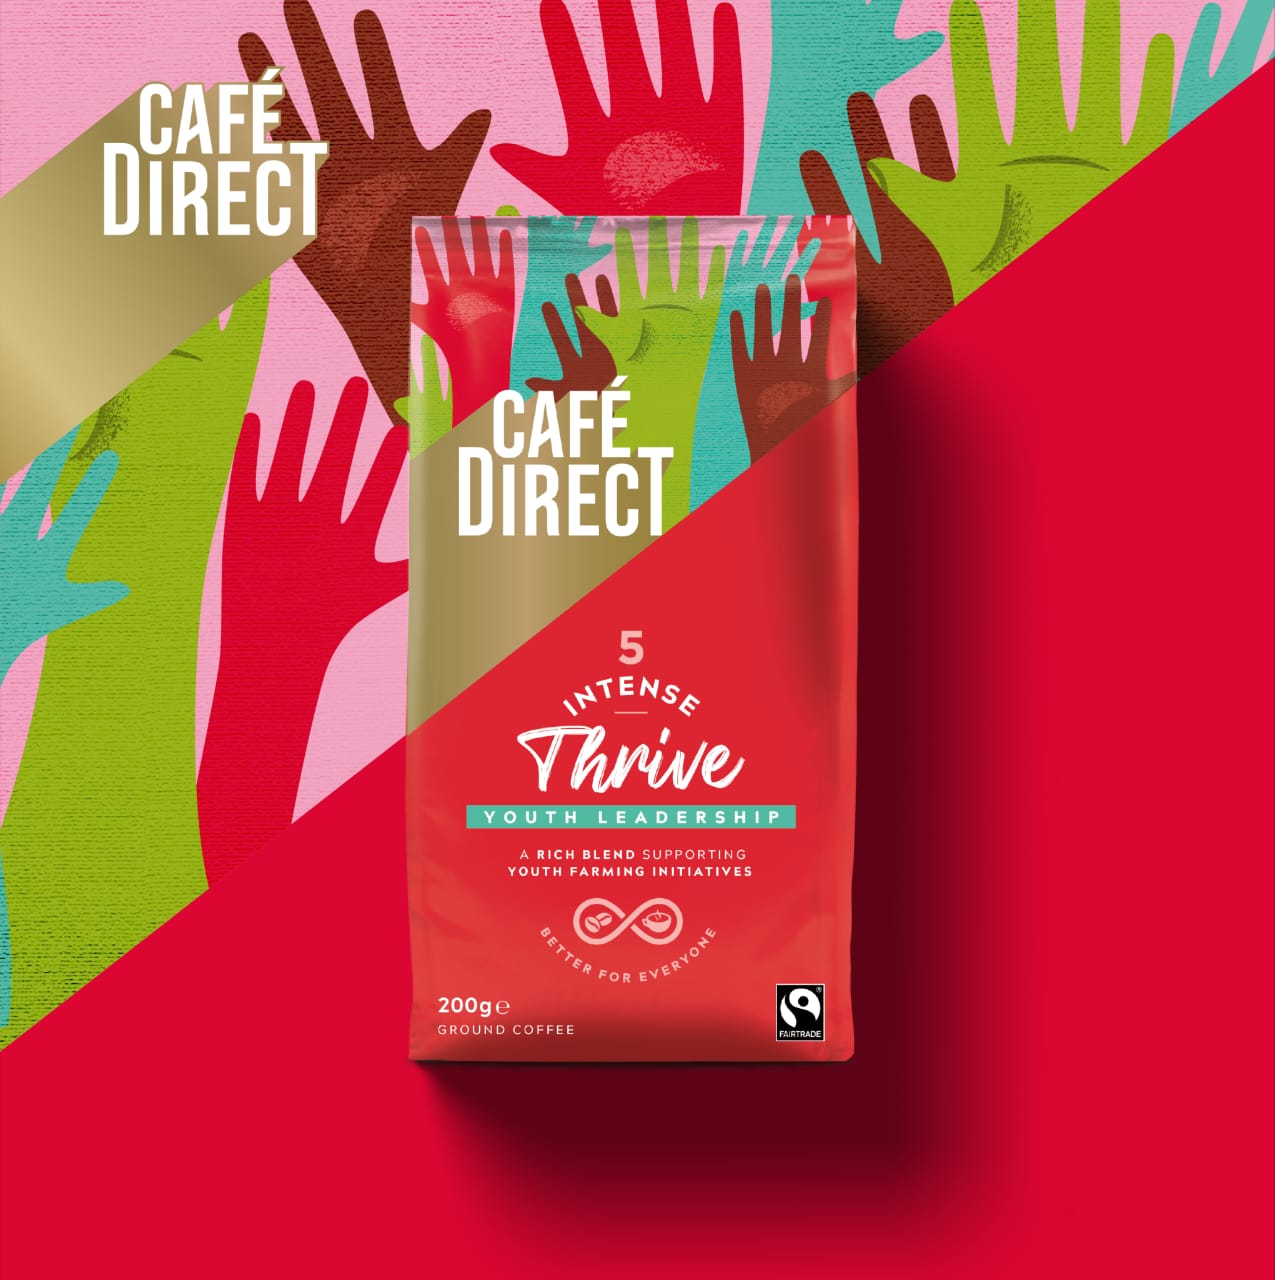 CAFÉ
DIRECT
CAFÉ
DIRECT
5
INTENSE
Thrive
YOUTH LEADERSHIP
A RICH BLEND SUPPORTING
YOUTH FARMING INITIATIVES
BETTER FOR EVERYONE
200g℮
GROUND COFFEE
FAIRTRADE
®